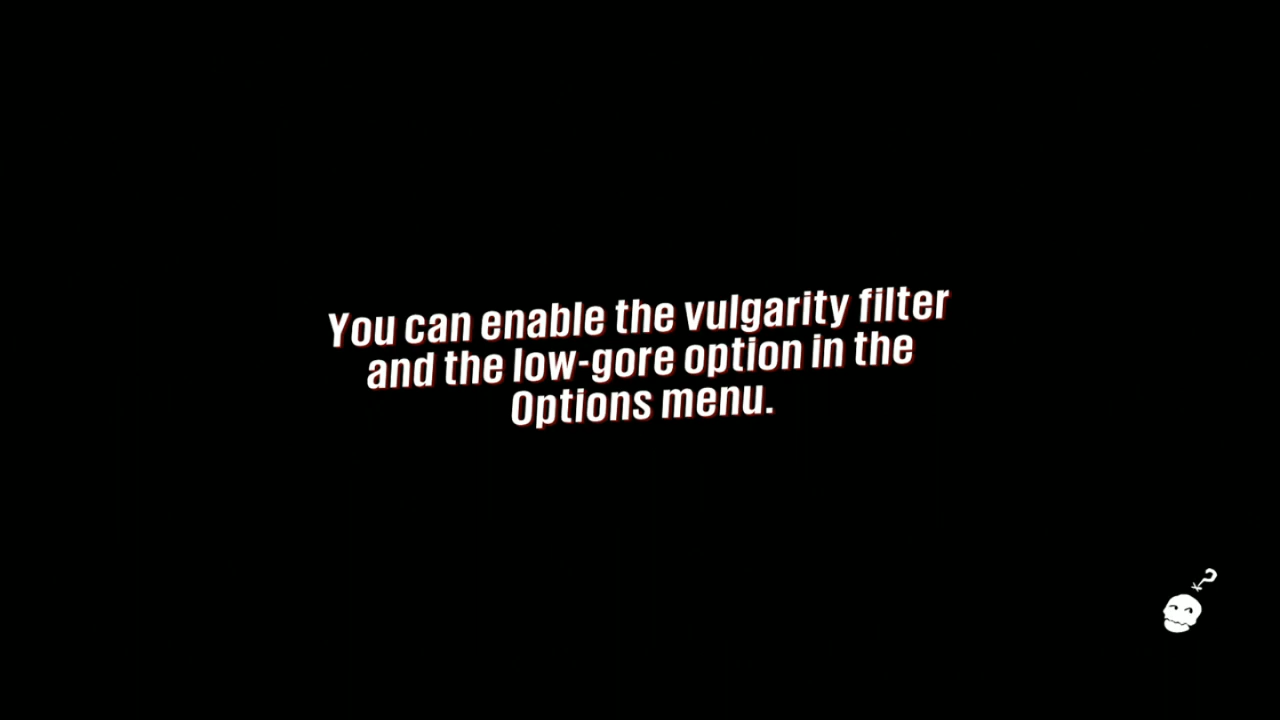 You can enable the vulgarity filter
and the low-gore option in the
Options menu.